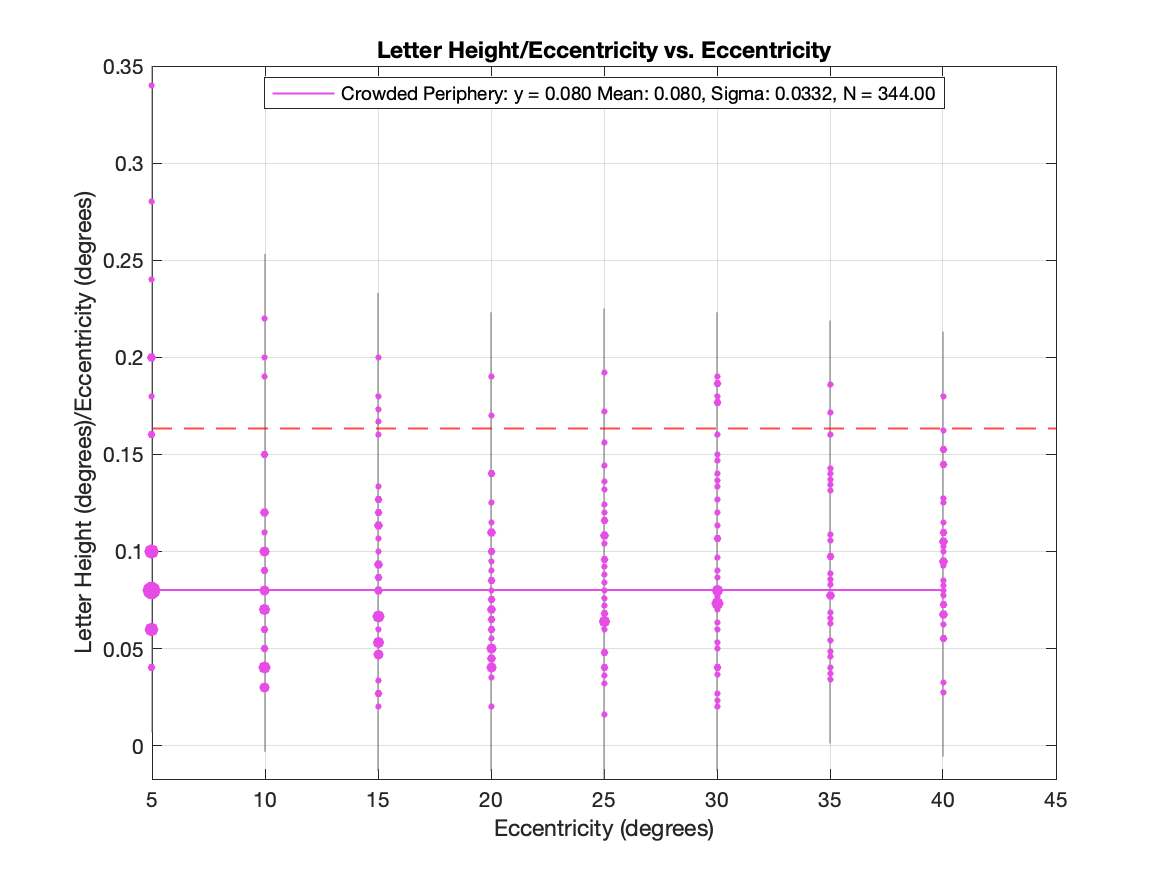 Letter Height/Eccentricity vs. Eccentricity
Crowded Periphery: y = 0.080 Mean: 0.080, Sigma: 0.0332, N = 344.00
Letter Height (degrees)/Eccentricity (degrees)
0.35
0.3
0.25
0.2
0.15
0.1
0.05
0
5 10 15 20 25 30 35 40 45
Eccentricity (degrees)